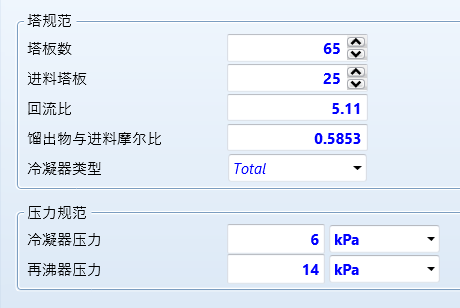 塔规范
塔板数 65
进料塔板 25
回流比 5.11
馏出物与进料摩尔比 0.5853
冷凝器类型 Total
压力规范
冷凝器压力 6 kPa
再沸器压力 14 kPa